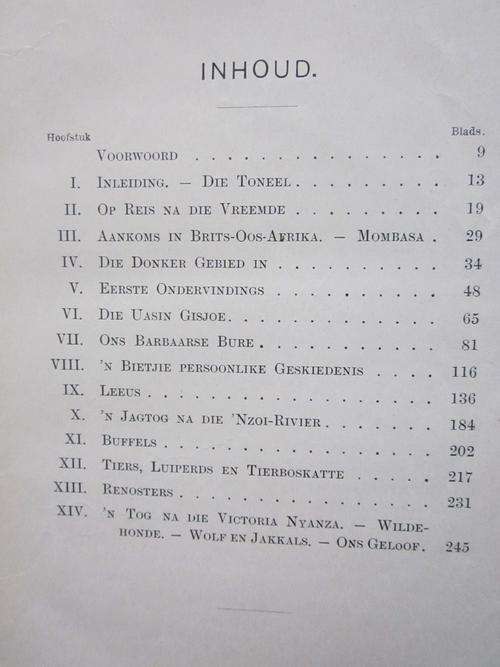 INHOUD.
Hoofstuk Blads.
VOORWOORD . . . . . . . . . . . . 9
I. INLEIDING. — DIE TONEEL . . . . . . . 13
II. OP REIS NA DIE VREEMDE . . . . . . . 19
III. AANKOMS IN BRITS-OOS-AFRIKA. — MOMBASA . 29
IV. DIE DONKER GEBIED IN . . . . . . . . 34
V. EERSTE ONDERVINDINGS . . . . . . . . 48
VI. DIE UASIN GISJOE . . . . . . . . . . 65
VII. ONS BARBAARSE BURE . . . . . . . . . 81
VIII. 'N BIETJIE PERSOONLIKE GESKIEDENIS . . . . 116
IX. LEEUS . . . . . . . . . . . . . 136
X. 'N JAGTOG NA DIE 'NZOI-RIVIER . . . . . . 184
XI. BUFFELS . . . . . . . . . . . . 202
XII. TIERS, LUIPERDS EN TIERBOSKATTE . . . . 217
XIII. RENOSTERS . . . . . . . . . . . 231
XIV. 'N TOG NA DIE VICTORIA NYANZA. — WILDE-
HONDE. — WOLF EN JAKKALS. — ONS GELOOF . 245